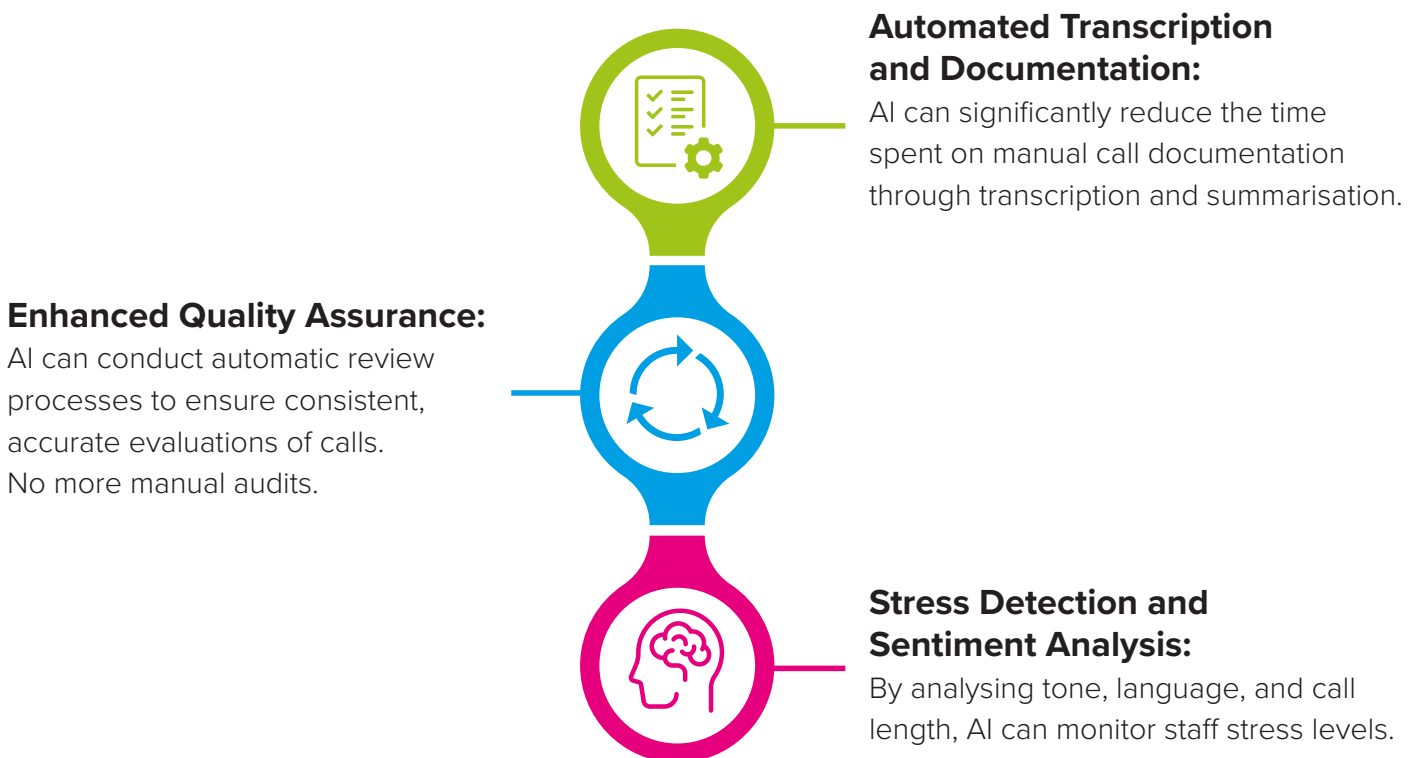 Automated Transcription
and Documentation:
AI can significantly reduce the time
spent on manual call documentation
through transcription and summarisation.
Enhanced Quality Assurance:
AI can conduct automatic review
processes to ensure consistent,
accurate evaluations of calls.
No more manual audits.
Stress Detection and
Sentiment Analysis:
By analysing tone, language, and call
length, AI can monitor staff stress levels.